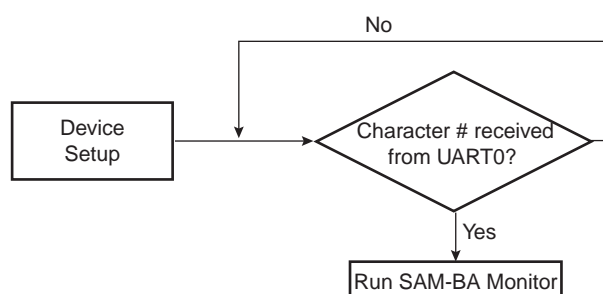 No
Device
Setup
Character # received
from UART0?
Yes
Run SAM-BA Monitor